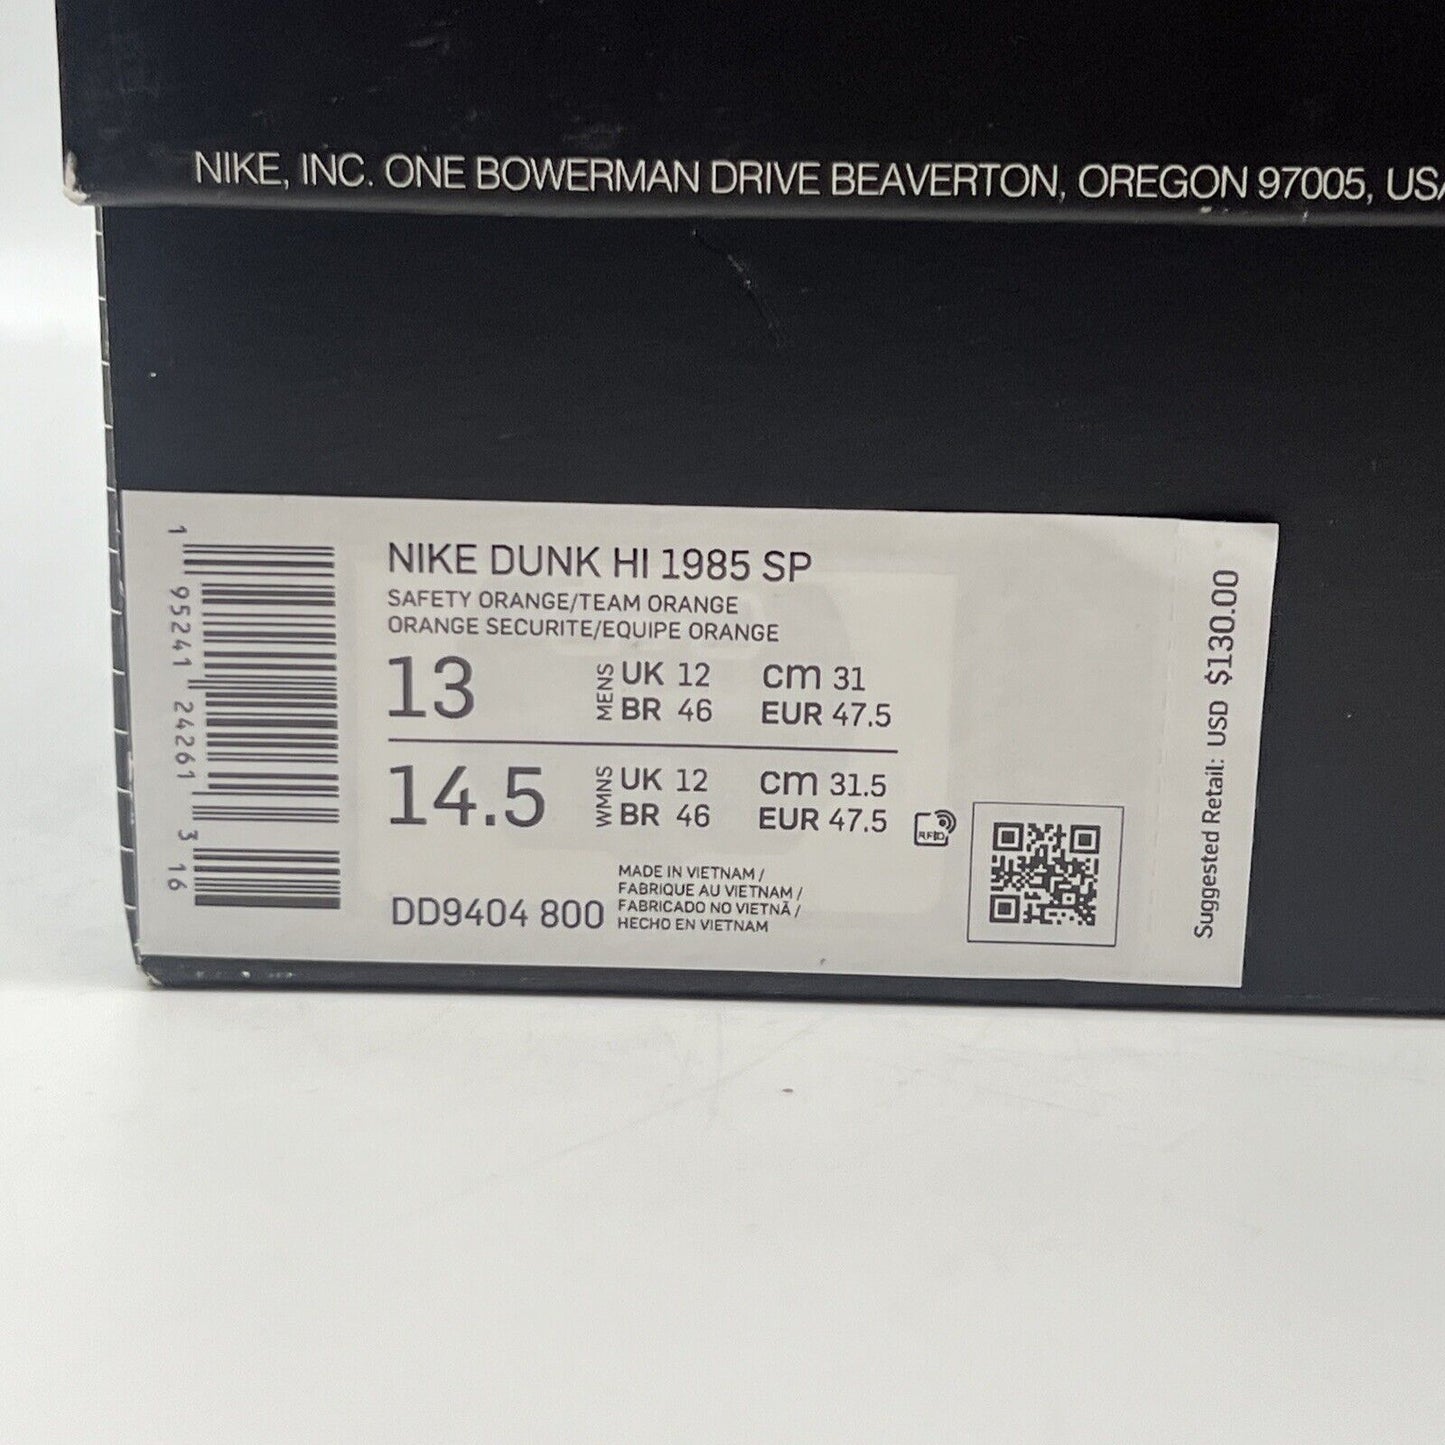 NIKE, INC. ONE BOWERMAN DRIVE BEAVERTON, OREGON 97005, USA
1 95241 24261 3 16
NIKE DUNK HI 1985 SP
SAFETY ORANGE/TEAM ORANGE
ORANGE SECURITE/EQUIPE ORANGE
13 MENS UK 12 cm 31
BR 46 EUR 47.5
14.5 WMNS UK 12 cm 31.5
BR 46 EUR 47.5
RFID
DD9404 800
MADE IN VIETNAM /
FABRIQUE AU VIETNAM /
FABRICADO NO VIETNÃ /
HECHO EN VIETNAM
Suggested Retail: USD $130.00